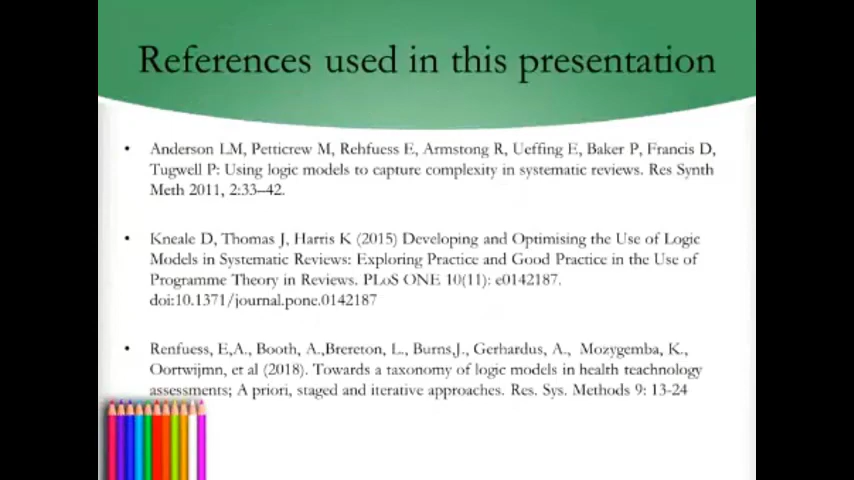 References used in this presentation
• Anderson LM, Petticrew M, Rehfuess E, Armstong R, Ueffing E, Baker P, Francis D,
Tugwell P: Using logic models to capture complexity in systematic reviews. Res Synth
Meth 2011, 2:33–42.
• Kneale D, Thomas J, Harris K (2015) Developing and Optimising the Use of Logic
Models in Systematic Reviews: Exploring Practice and Good Practice in the Use of
Programme Theory in Reviews. PLoS ONE 10(11): e0142187.
doi:10.1371/journal.pone.0142187
• Renfuess, E,A., Booth, A.,Brereton, L., Burns,J., Gerhardus, A., Mozygemba, K.,
Oortwijmn, et al (2018). Towards a taxonomy of logic models in health teachnology
assessments; A priori, staged and iterative approaches. Res. Sys. Methods 9: 13-24